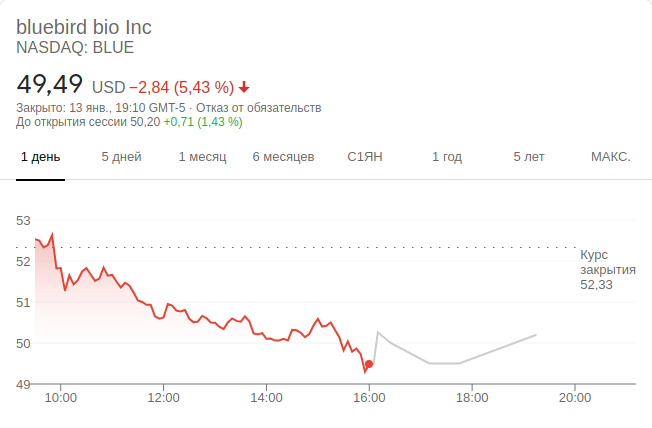 bluebird bio Inc
NASDAQ: BLUE
49,49 USD −2,84 (5,43 %)
Закрыто: 13 янв., 19:10 GMT-5 · Отказ от обязательств
До открытия сессии 50,20 +0,71 (1,43 %)
1 день 5 дней 1 месяц 6 месяцев С1ЯН 1 год 5 лет МАКС.
53
52
51
50
49
Курс
закрытия
52,33
10:00 12:00 14:00 16:00 18:00 20:00